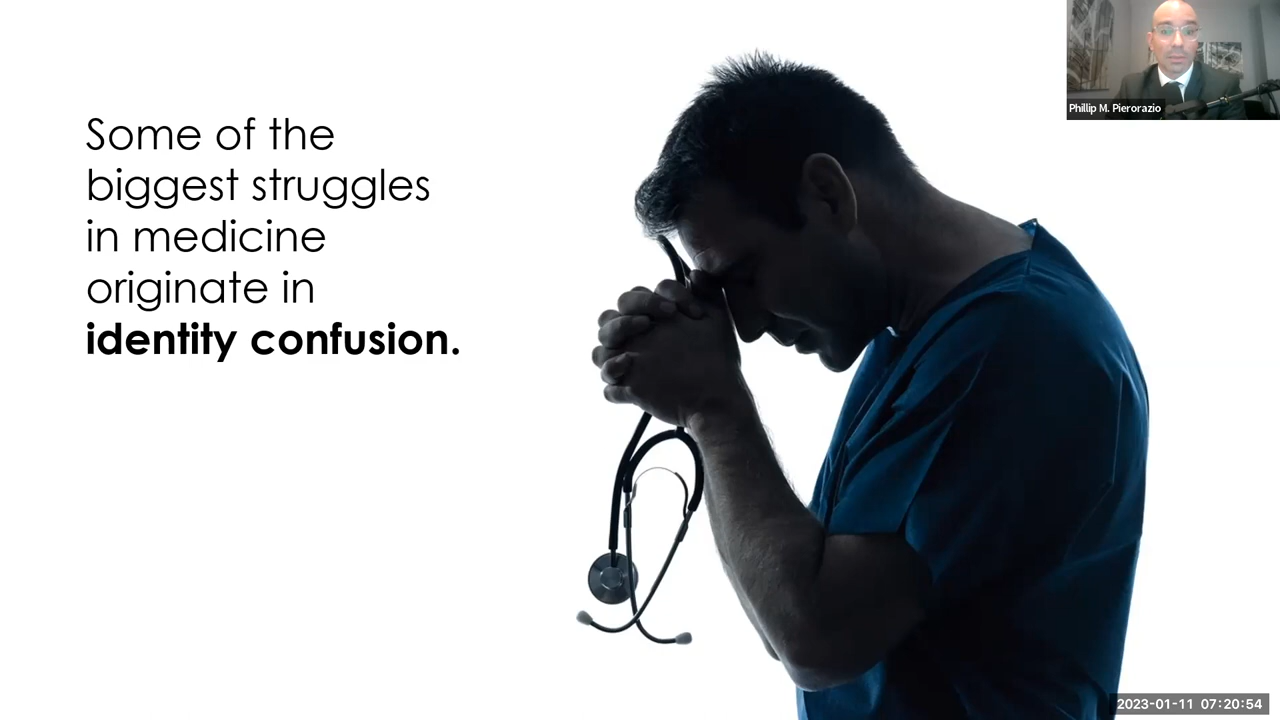 Some of the
biggest struggles
in medicine
originate in
identity confusion.
Phillip M. Pierorazio
2023-01-11 07:20:54